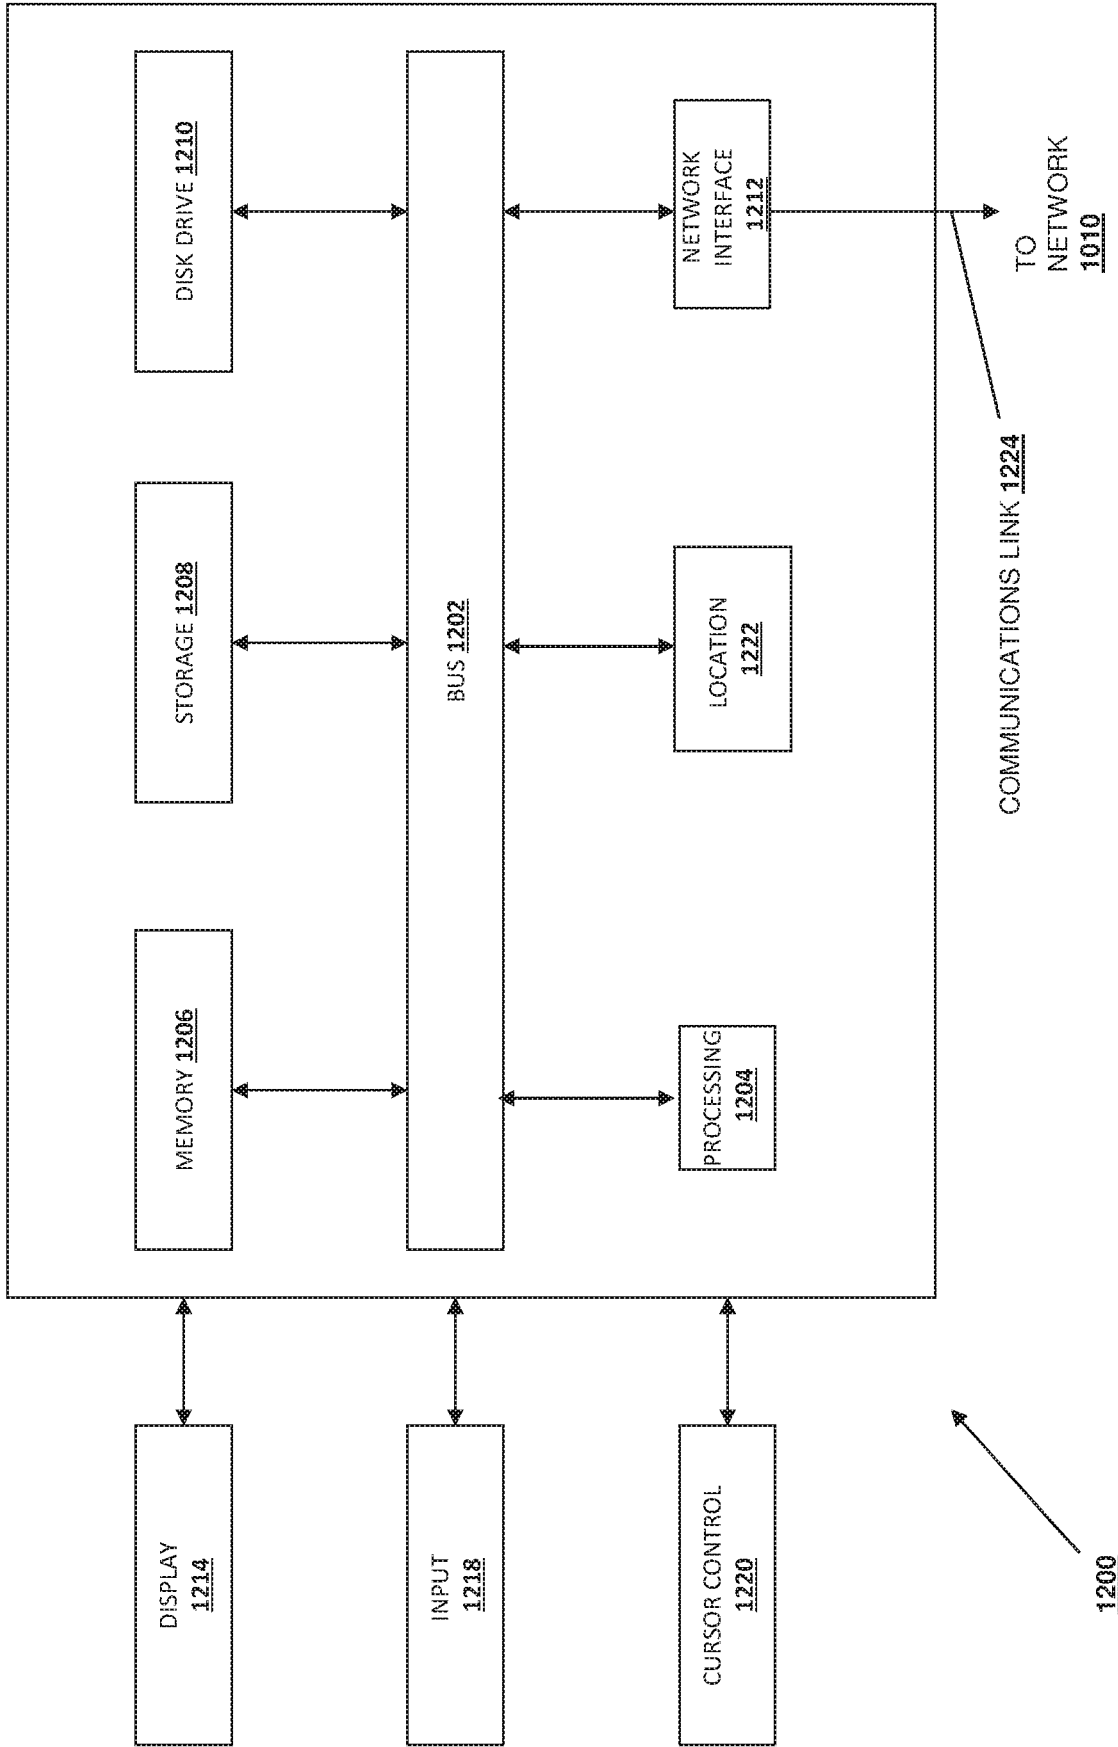 MEMORY 1206
STORAGE 1208
DISK DRIVE 1210
DISPLAY
1214
BUS 1202
INPUT
1218
PROCESSING
1204
LOCATION
1222
NETWORK
INTERFACE
1212
CURSOR CONTROL
1220
COMMUNICATIONS LINK 1224
TO
NETWORK
1010
1200